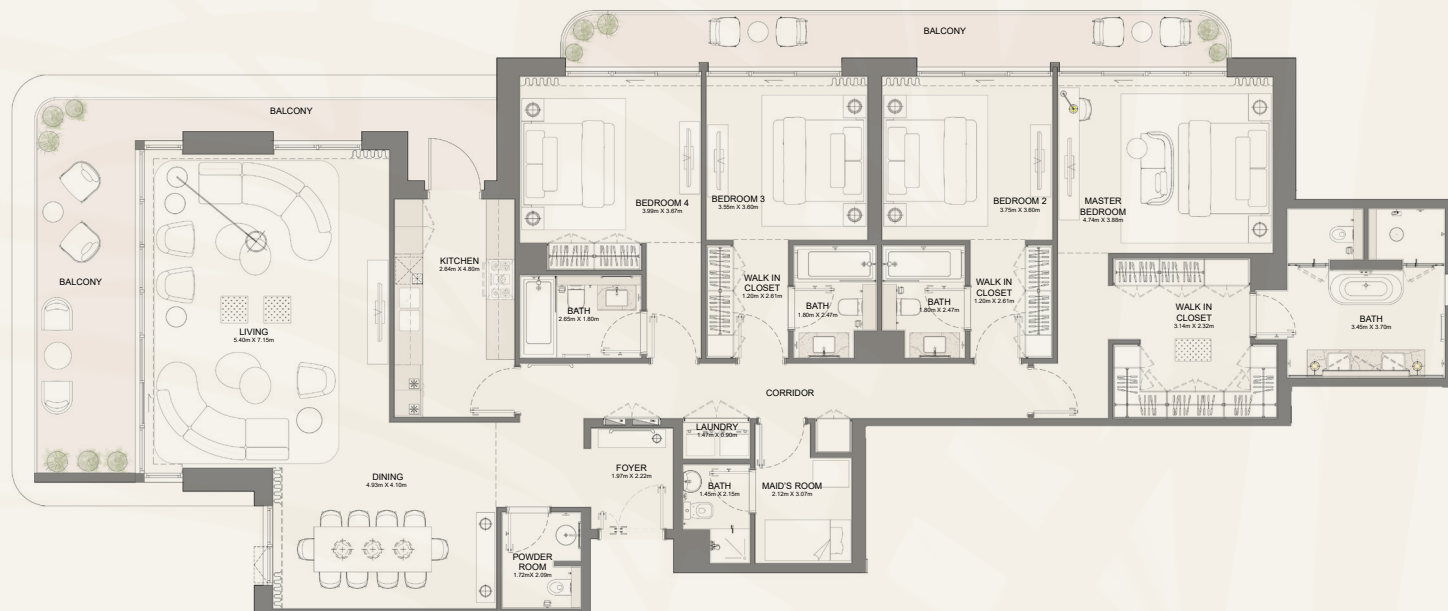 BALCONY
BALCONY
BALCONY
LIVING
5.40m X 7.15m
KITCHEN
2.64m X 4.80m
BEDROOM 4
3.99m X 3.67m
BEDROOM 3
3.55m X 3.60m
BEDROOM 2
3.75m X 3.60m
MASTER
BEDROOM
4.74m X 3.88m
BATH
2.65m X 1.80m
WALK IN
CLOSET
1.20m X 2.61m
BATH
1.80m X 2.47m
BATH
1.80m X 2.47m
WALK IN
CLOSET
1.20m X 2.61m
WALK IN
CLOSET
3.14m X 2.32m
BATH
3.45m X 3.70m
CORRIDOR
LAUNDRY
1.47m X 0.90m
FOYER
1.97m X 2.22m
DINING
4.93m X 4.10m
BATH
1.45m X 2.15m
MAID'S ROOM
2.12m X 3.07m
POWDER
ROOM
1.72mX 2.09m